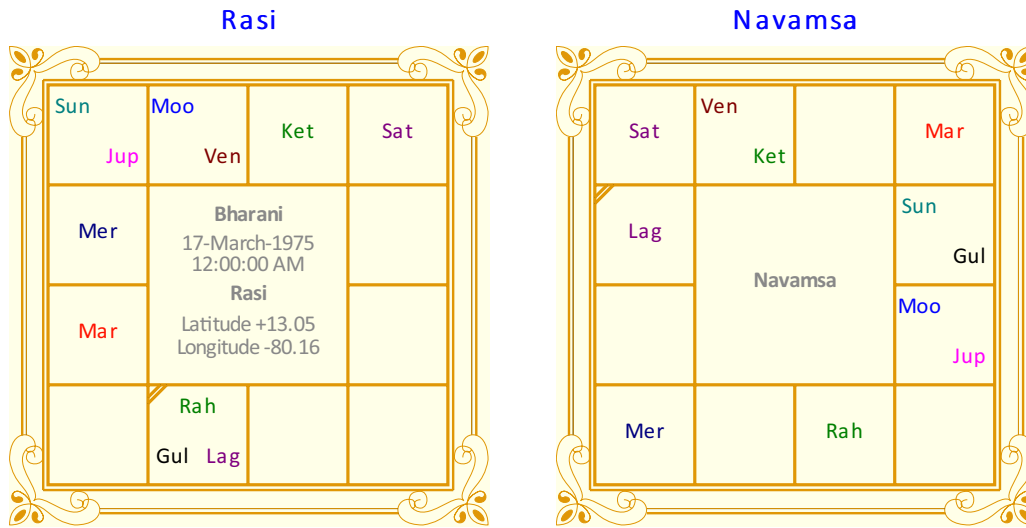 Rasi
Sun
Jup
Moo
Ven
Ket
Sat
Mer
Bharani
17-March-1975
12:00:00 AM
Rasi
Latitude +13.05
Longitude -80.16
Mar
Rah
Gul Lag
Navamsa
Sat
Ven
Ket
Mar
Lag
Sun
Gul
Navamsa
Moo
Jup
Mer
Rah